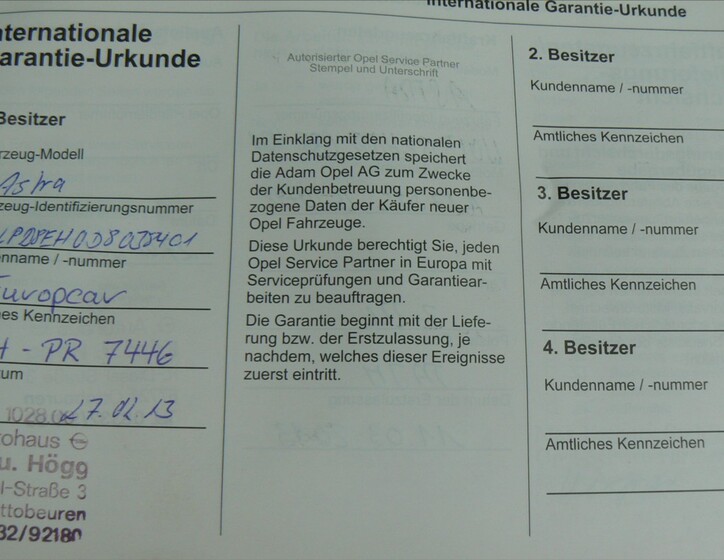 Internationale Garantie-Urkunde
nternationale
arantie-Urkunde
Besitzer
rzeug-Modell
Astra
zeug-Identifizierungsnummer
nname / -nummer
Europcar
es Kennzeichen
H - PR 7446
um
27.02.13
ohaus
u. Högg
l-Straße 3
ttobeuren
32/92180
Autorisierter Opel Service Partner
Stempel und Unterschrift
Im Einklang mit den nationalen
Datenschutzgesetzen speichert
die Adam Opel AG zum Zwecke
der Kundenbetreuung personenbe-
zogene Daten der Käufer neuer
Opel Fahrzeuge.
Diese Urkunde berechtigt Sie, jeden
Opel Service Partner in Europa mit
Serviceprüfungen und Garantiear-
beiten zu beauftragen.
Die Garantie beginnt mit der Liefe-
rung bzw. der Erstzulassung, je
nachdem, welches dieser Ereignisse
zuerst eintritt.
2. Besitzer
Kundenname / -nummer
Amtliches Kennzeichen
3. Besitzer
Kundenname / -nummer
Amtliches Kennzeichen
4. Besitzer
Kundenname / -nummer
Amtliches Kennzeichen